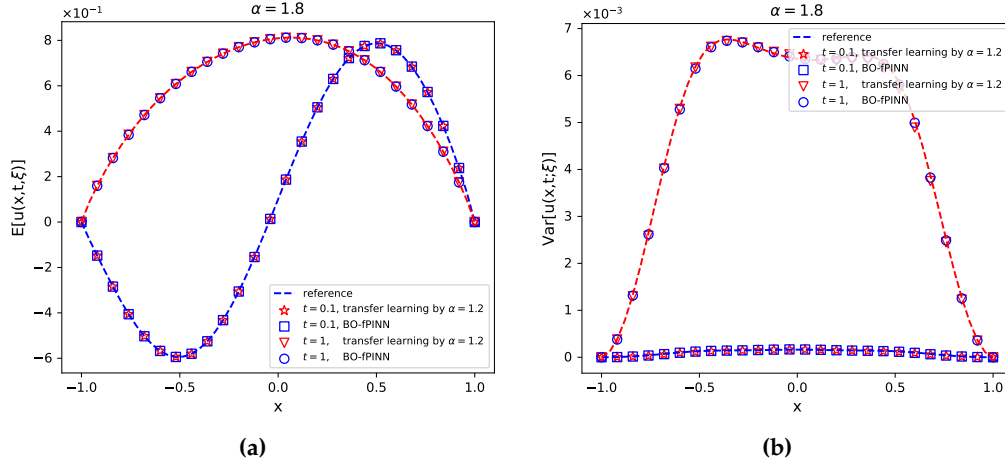 α=1.8
×10⁻¹
E[u(x,t,ξ)]
8
6
4
2
0
−2
−4
−6
−1.0
−0.5
0.0
0.5
1.0
x
reference
t=0.1, transfer learning by α=1.2
t=0.1, BO-fPINN
t=1, transfer learning by α=1.2
t=1, BO-fPINN
(a)
α=1.8
×10⁻³
Var[u(x,t;ξ)]
7
6
5
4
3
2
1
0
−1.0
−0.5
0.0
0.5
1.0
x
reference
t=0.1, transfer learning by α=1.2
t=0.1, BO-fPINN
t=1, transfer learning by α=1.2
t=1, BO-fPINN
(b)